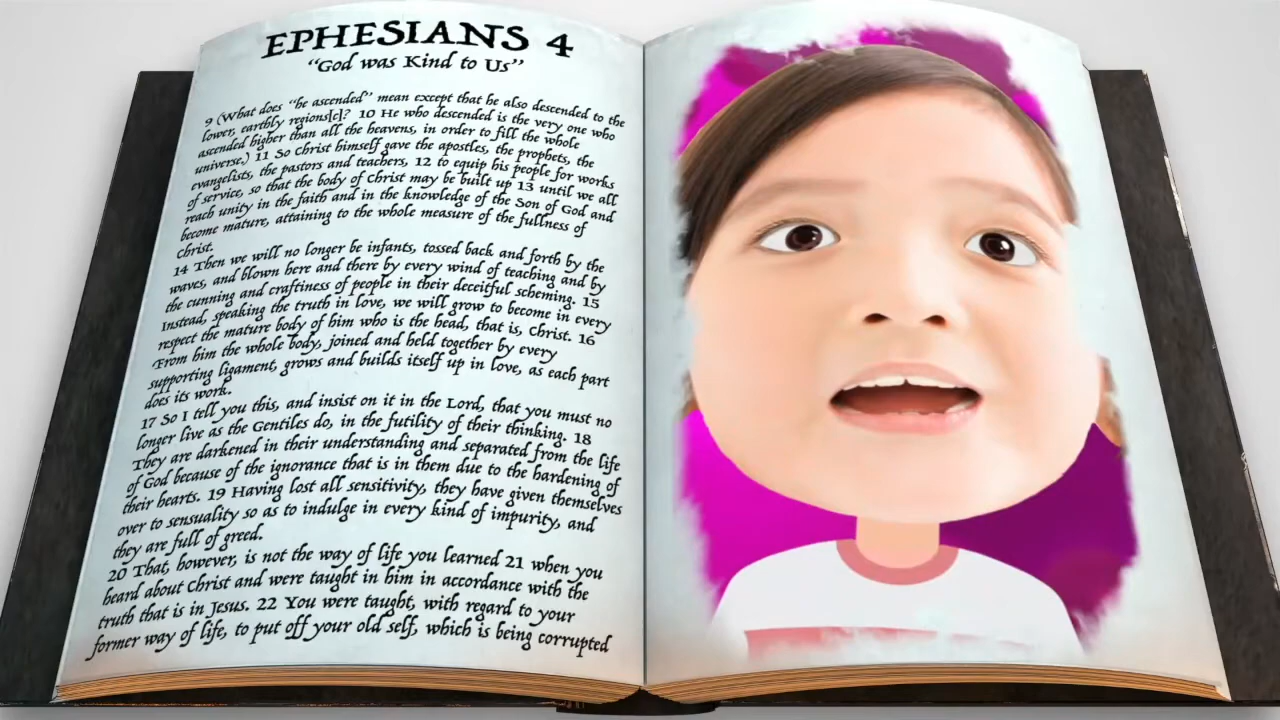 EPHESIANS 4
“God was Kind to Us”
9 (What does “he ascended” mean except that he also descended to the
lower, earthly regions[c]? 10 He who descended is the very one who
ascended higher than all the heavens, in order to fill the whole
universe.) 11 So Christ himself gave the apostles, the prophets, the
evangelists, the pastors and teachers, 12 to equip his people for works
of service, so that the body of Christ may be built up 13 until we all
reach unity in the faith and in the knowledge of the Son of God and
become mature, attaining to the whole measure of the fullness of
Christ.
14 Then we will no longer be infants, tossed back and forth by the
waves, and blown here and there by every wind of teaching and by
the cunning and craftiness of people in their deceitful scheming. 15
Instead, speaking the truth in love, we will grow to become in every
respect the mature body of him who is the head, that is, Christ. 16
From him the whole body, joined and held together by every
supporting ligament, grows and builds itself up in love, as each part
does its work.
17 So I tell you this, and insist on it in the Lord, that you must no
longer live as the Gentiles do, in the futility of their thinking. 18
They are darkened in their understanding and separated from the life
of God because of the ignorance that is in them due to the hardening of
their hearts. 19 Having lost all sensitivity, they have given themselves
over to sensuality so as to indulge in every kind of impurity, and
they are full of greed.
20 That, however, is not the way of life you learned 21 when you
heard about Christ and were taught in him in accordance with the
truth that is in Jesus. 22 You were taught, with regard to your
former way of life, to put off your old self, which is being corrupted